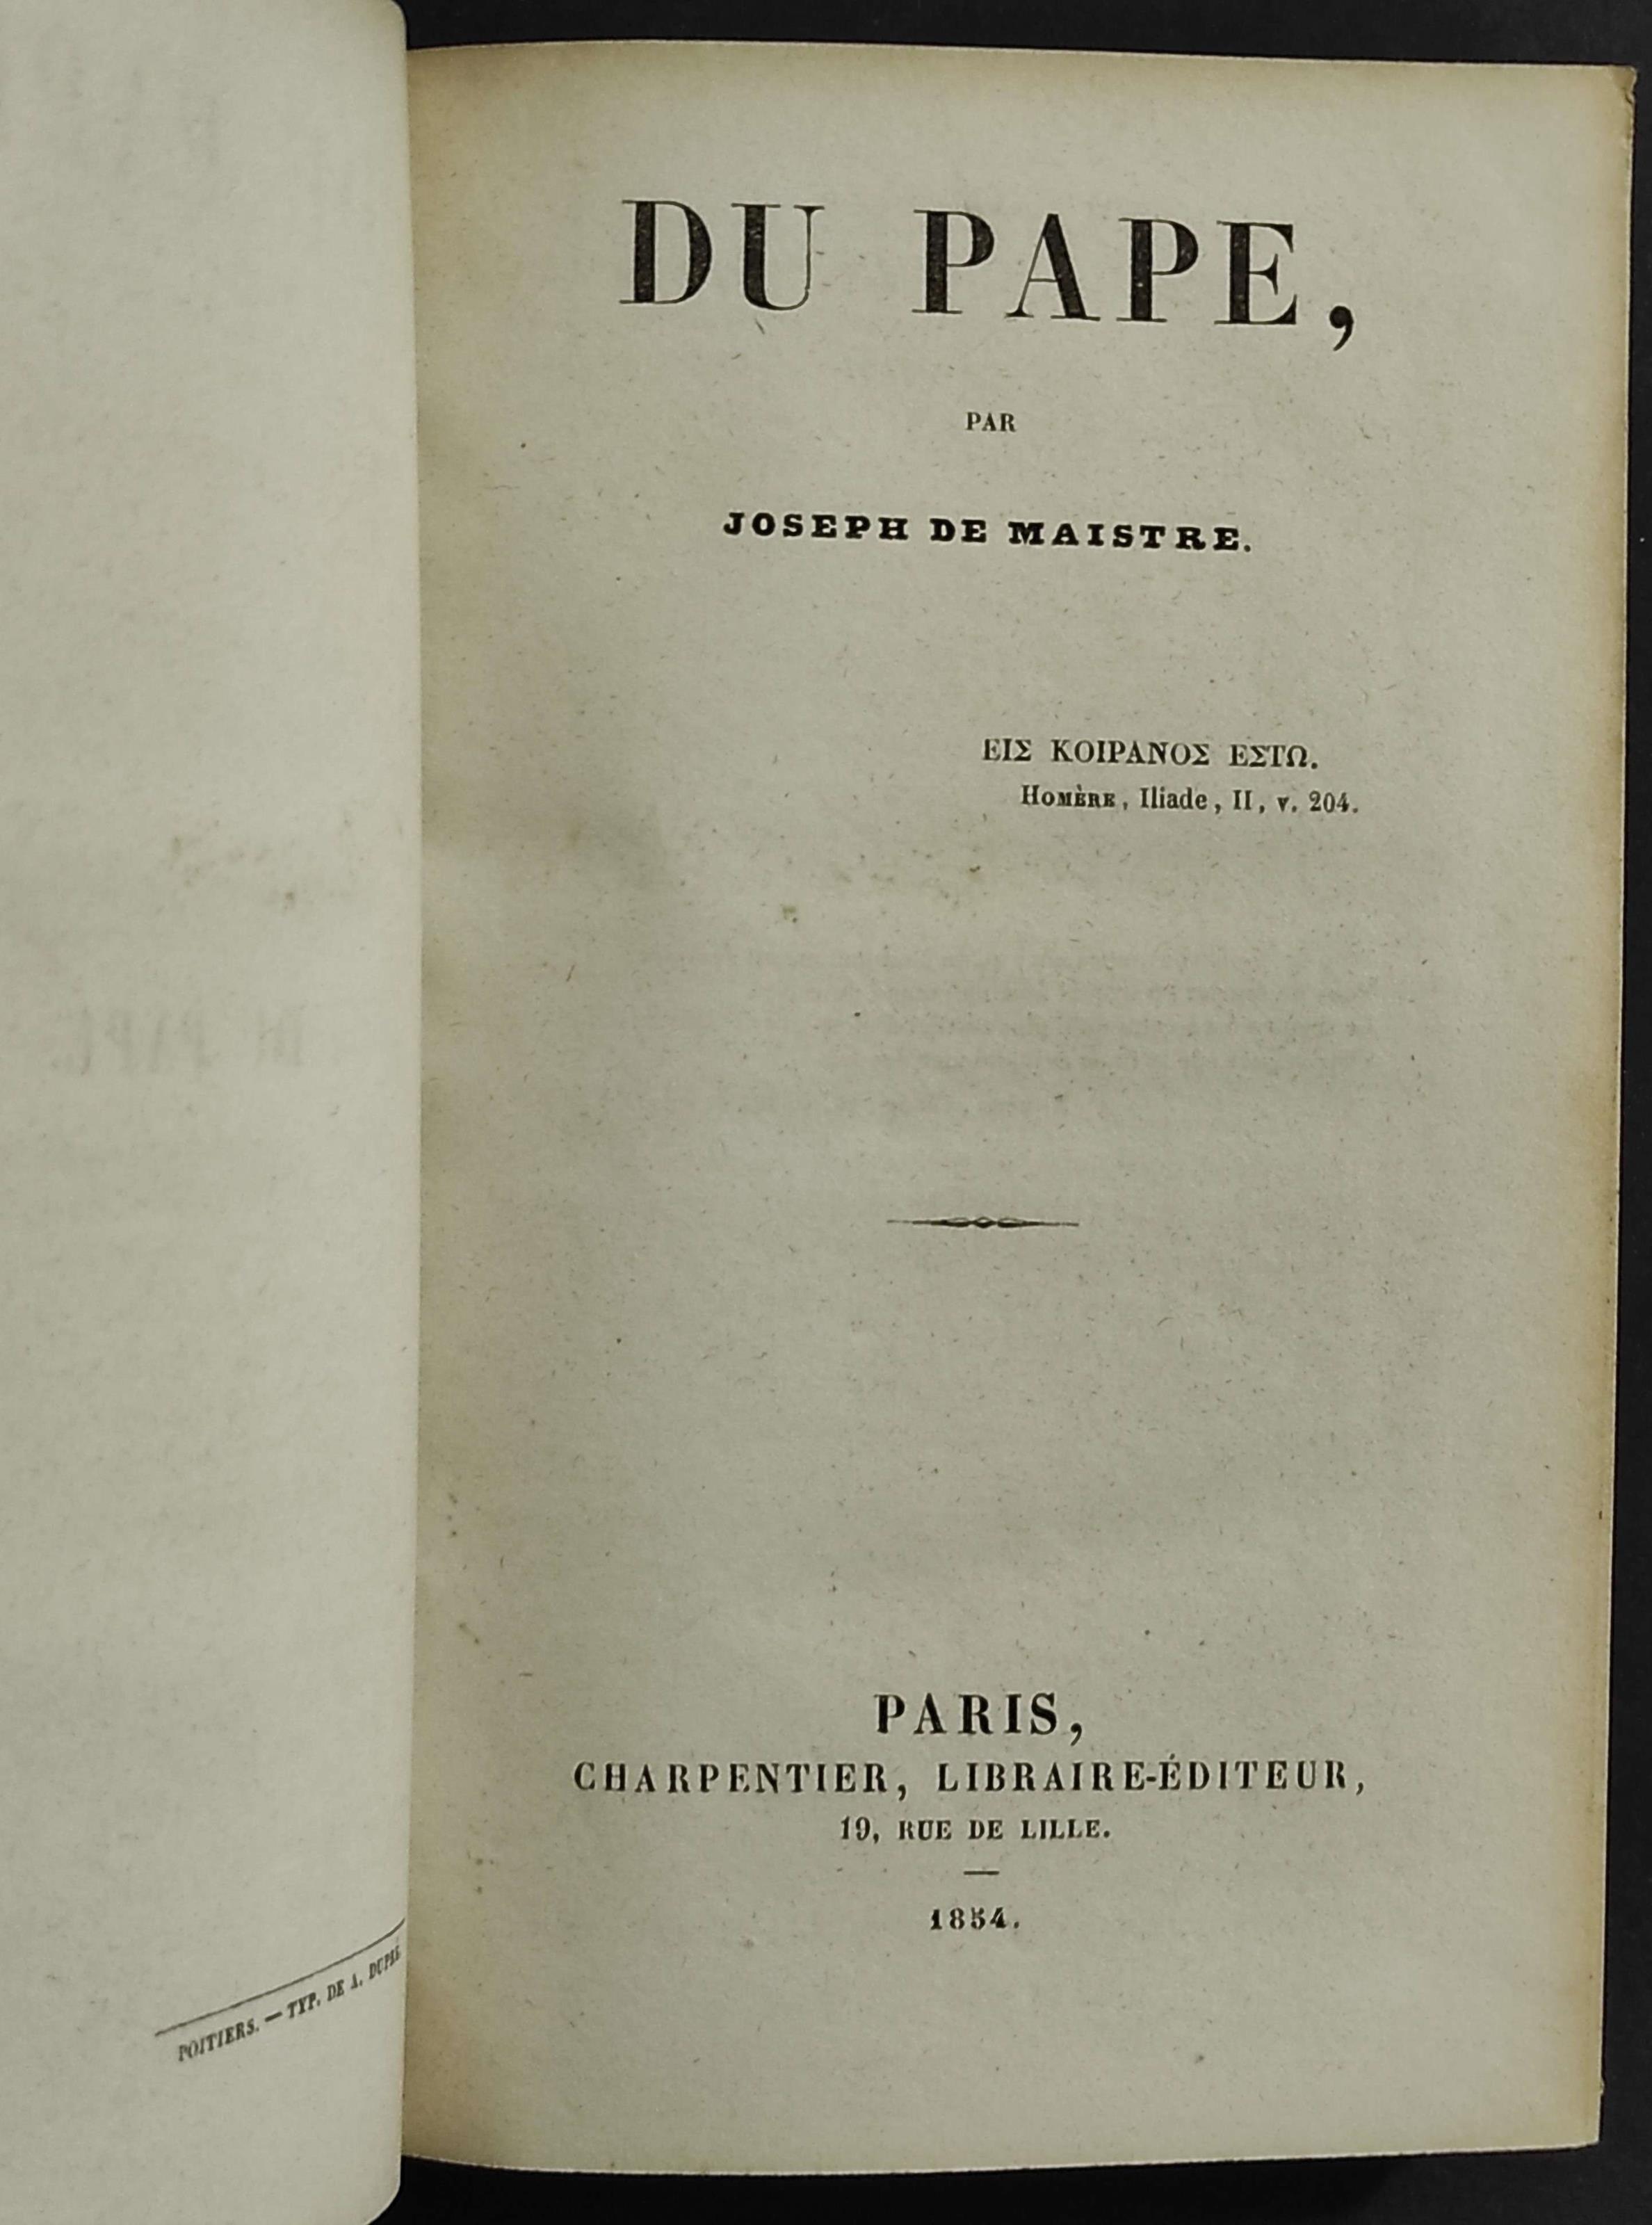 POITIERS. — TYP. DE A. DUPRÉ
DU PAPE,
PAR
JOSEPH DE MAISTRE.
ΕΙΣ ΚΟΙΡΑΝΟΣ ΕΣΤΩ.
HOMÈRE, Iliade, II, v. 204.
PARIS,
CHARPENTIER, LIBRAIRE-ÉDITEUR,
19, RUE DE LILLE.
—
1854.